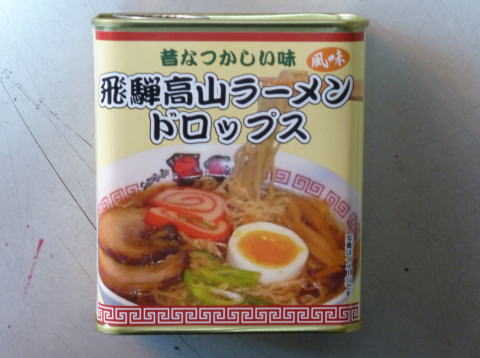 昔なつかしい味
風味
飛騨高山ラーメン
ドロップス